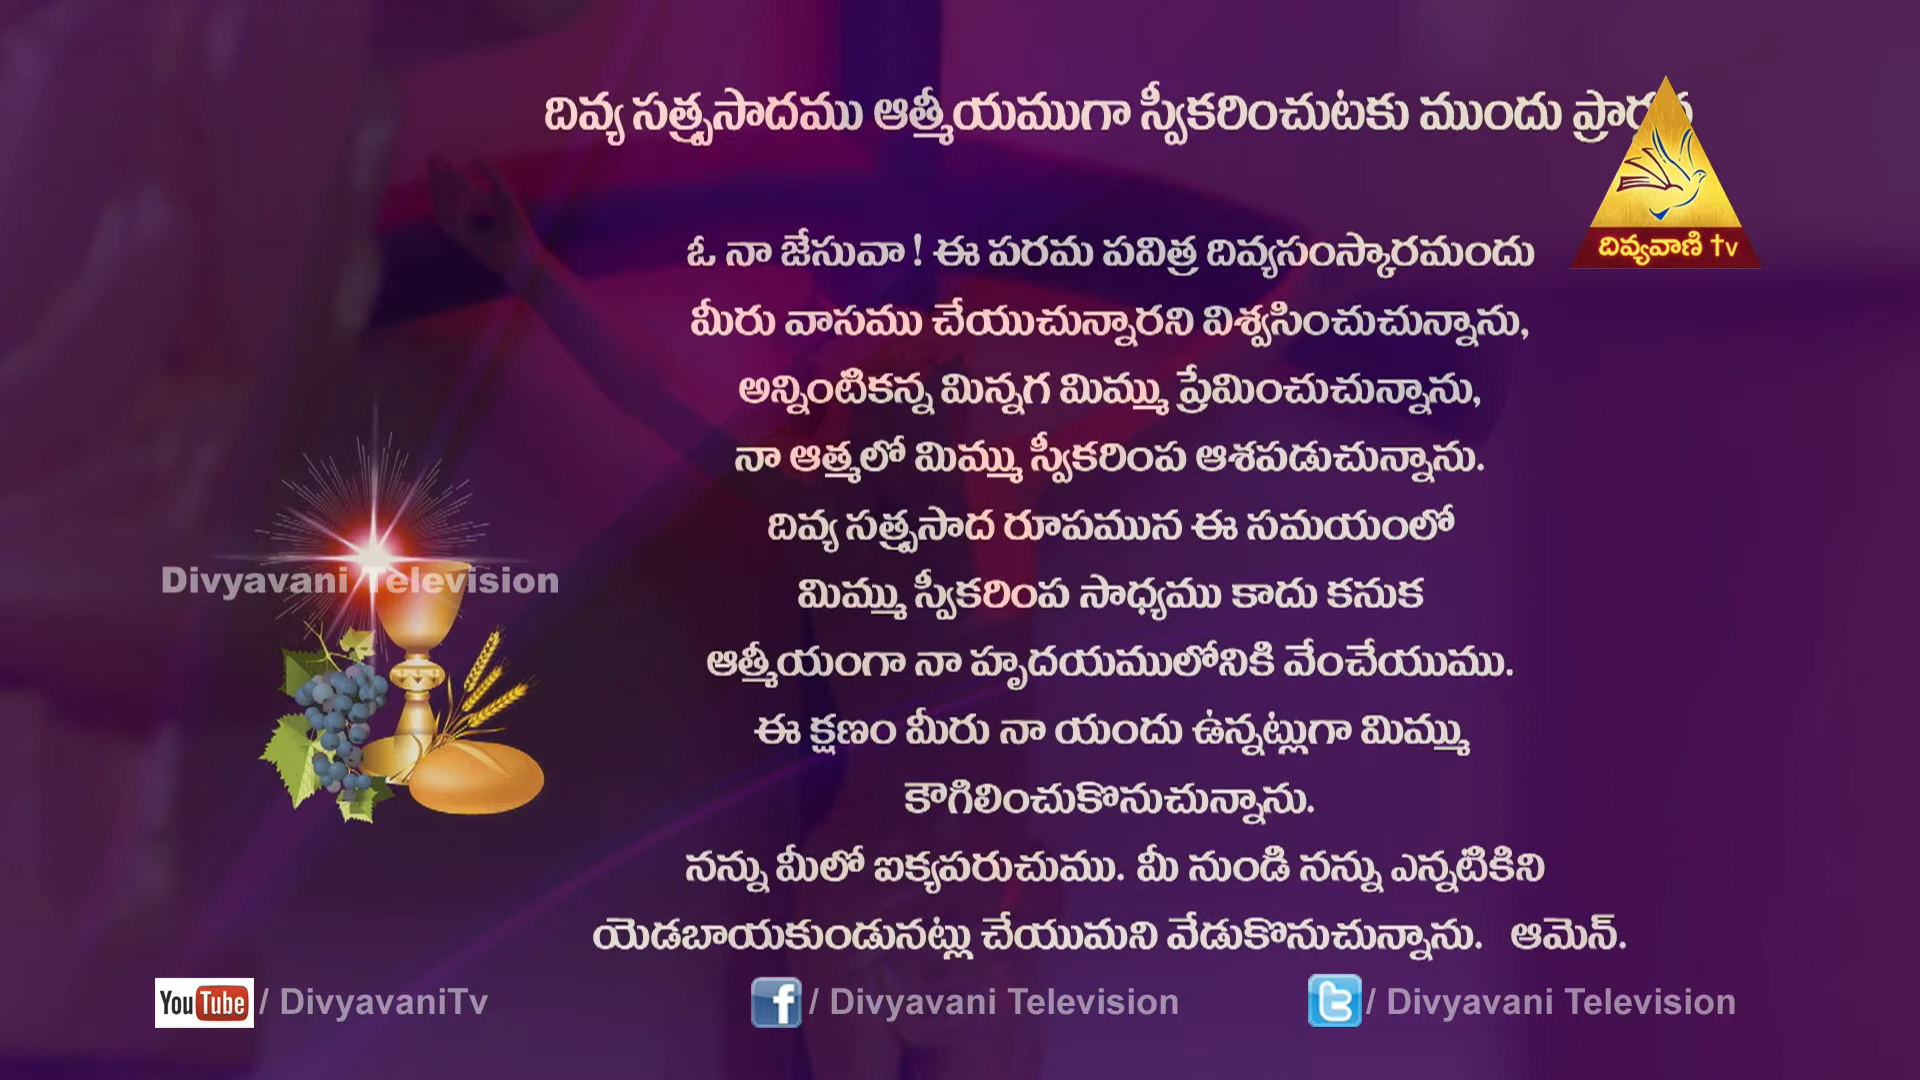 దివ్య సత్ప్రసాదము ఆత్మీయముగా స్వీకరించుటకు ముందు
దివ్యవాణి tv
ఓ నా జేసువా ! ఈ పరమ పవిత్ర దివ్యసంస్కారమందు
మీరు వాసము చేయుచున్నారని విశ్వసించుచున్నాను,
అన్నింటికన్న మిన్నగ మిమ్ము ప్రేమించుచున్నాను,
నా ఆత్మలో మిమ్ము స్వీకరింప ఆశపడుచున్నాను.
దివ్య సత్ప్రసాద రూపమున ఈ సమయంలో
మిమ్ము స్వీకరింప సాధ్యము కాదు కనుక
ఆత్మీయంగా నా హృదయములోనికి వేంచేయుము.
ఈ క్షణం మీరు నా యందు ఉన్నట్లుగా మిమ్ము
కౌగిలించుకొనుచున్నాను.
నన్ను మీలో ఐక్యపరుచుము. మీ నుండి నన్ను ఎన్నటికిని
యెడబాయకుండునట్లు చేయుమని వేడుకొనుచున్నాను. ఆమెన్.
Divyavani Television
YouTube / DivyavaniTv
f / Divyavani Television
t / Divyavani Television